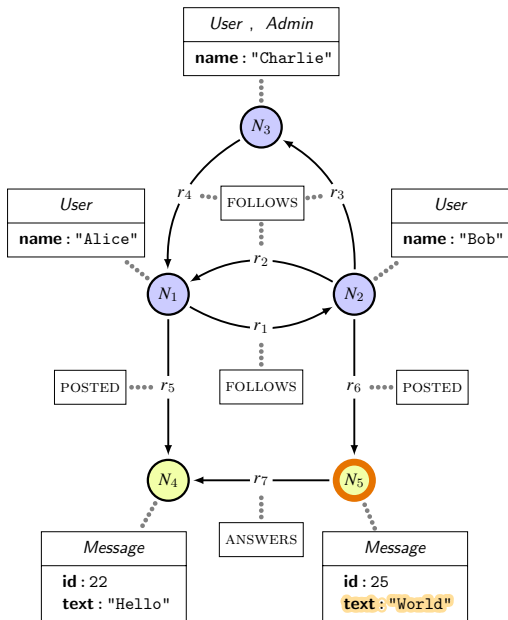 User , Admin
name : "Charlie"
N3
r4
FOLLOWS
r3
User
name : "Alice"
User
name : "Bob"
r2
N1
N2
r1
POSTED
r5
FOLLOWS
r6
POSTED
N4
r7
N5
ANSWERS
Message
id : 22
text : "Hello"
Message
id : 25
text : "World"